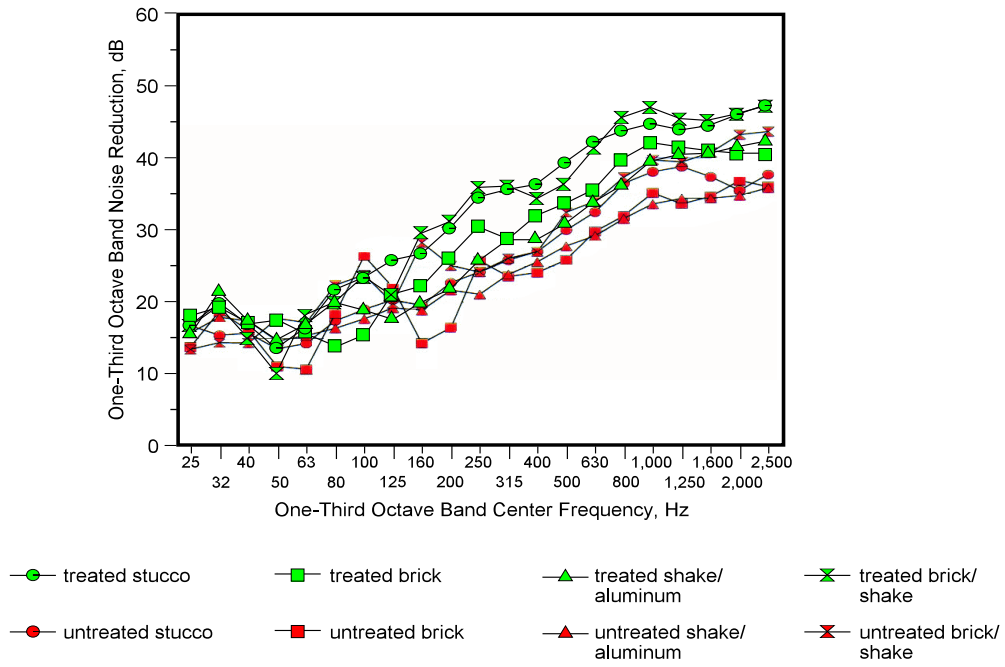 One-Third Octave Band Noise Reduction, dB
60
50
40
30
20
10
0
25 40 63 100 160 250 400 630 1,000 1,600 2,500
32 50 80 125 200 315 500 800 1,250 2,000
One-Third Octave Band Center Frequency, Hz
treated stucco
treated brick
treated shake/
aluminum
treated brick/
shake
untreated stucco
untreated brick
untreated shake/
aluminum
untreated brick/
shake